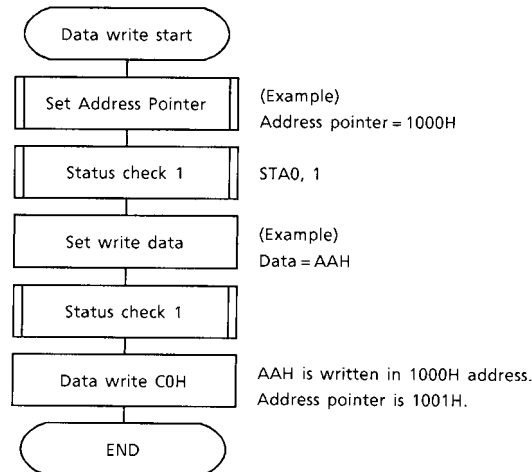 Data write start
Set Address Pointer
(Example)
Address pointer = 1000H
Status check 1
STA0, 1
Set write data
(Example)
Data = AAH
Status check 1
Data write C0H
AAH is written in 1000H address.
Address pointer is 1001H.
END